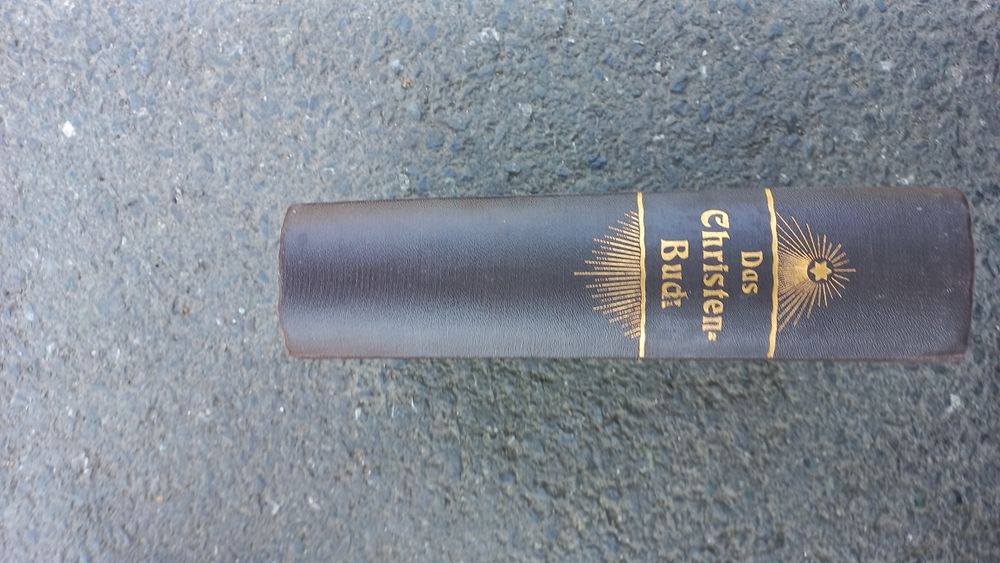 Das
Christen-
Buch